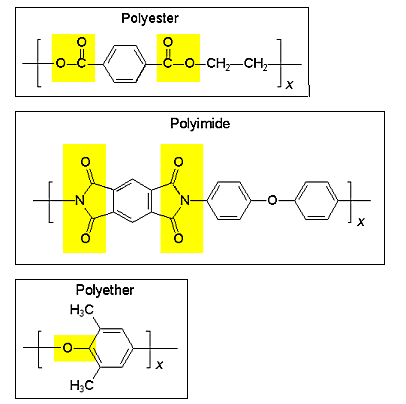 Polyester
O O
O C C O CH2 CH2
x
Polyimide
O O
N N O
O O
x
Polyether
H3C
O
x
H3C